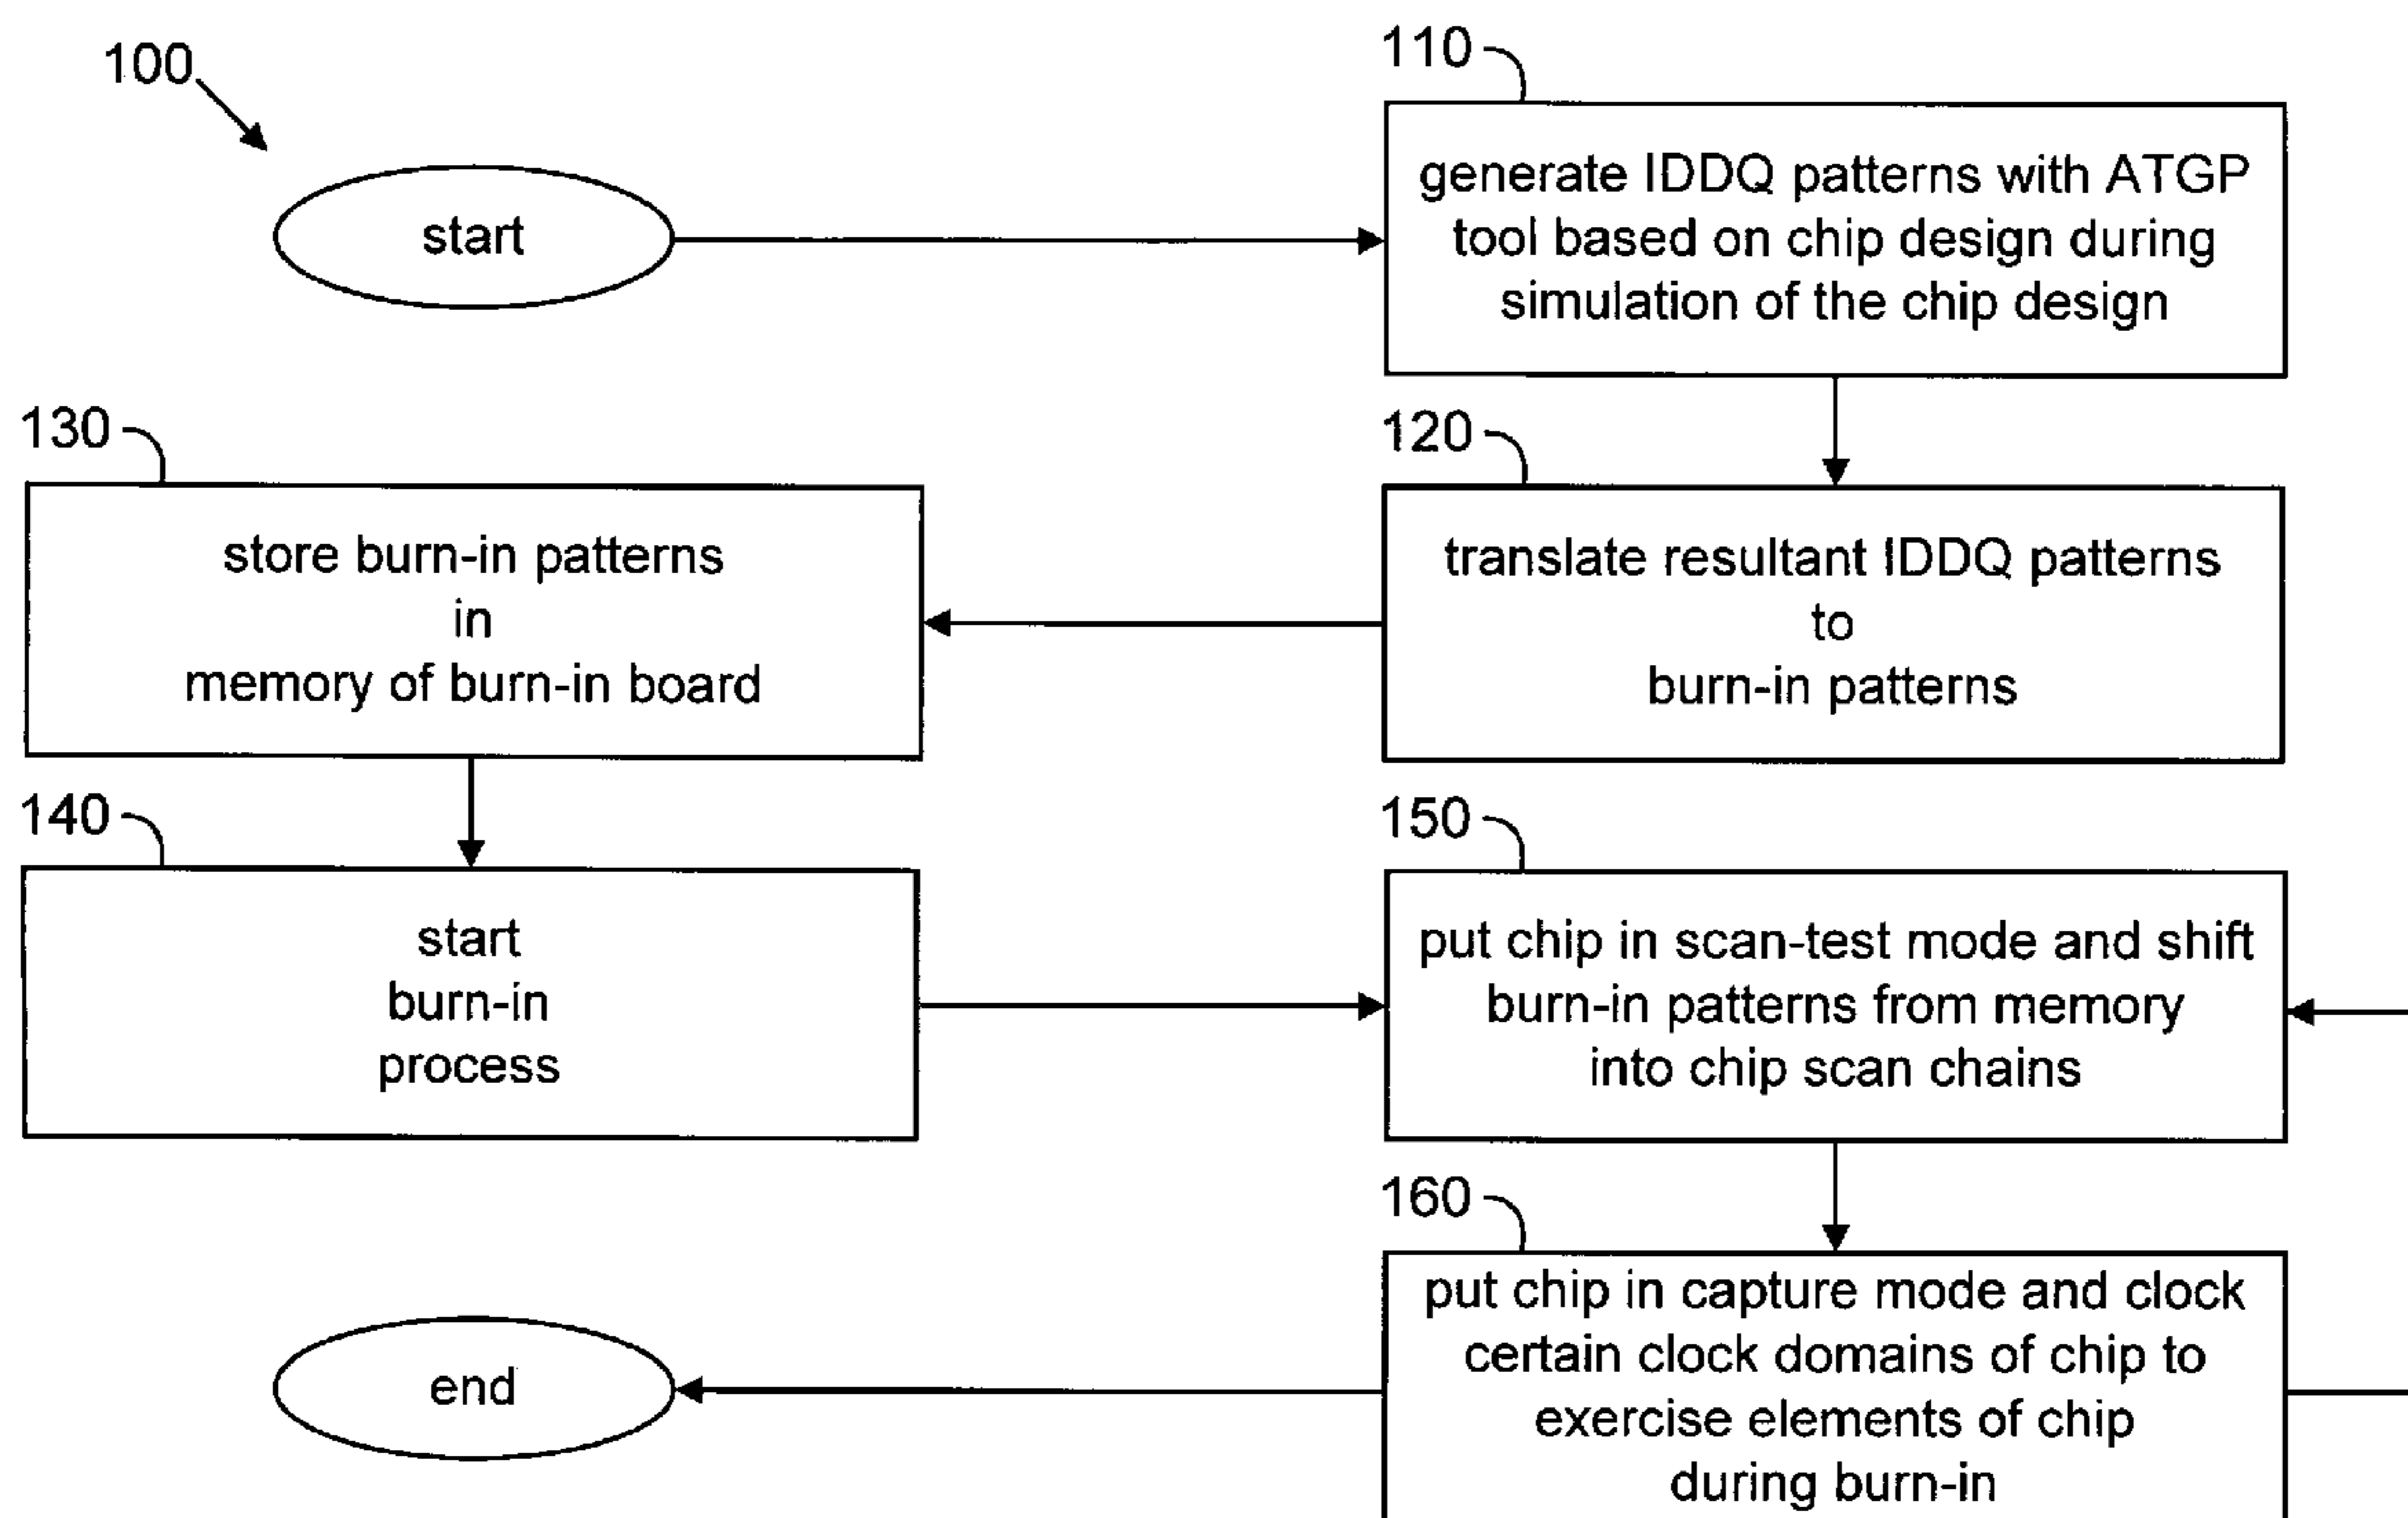 100
start
110
generate IDDQ patterns with ATGP
tool based on chip design during
simulation of the chip design
120
translate resultant IDDQ patterns
to
burn-in patterns
130
store burn-in patterns
in
memory of burn-in board
140
start
burn-in
process
150
put chip in scan-test mode and shift
burn-in patterns from memory
into chip scan chains
160
put chip in capture mode and clock
certain clock domains of chip to
exercise elements of chip
during burn-in
end